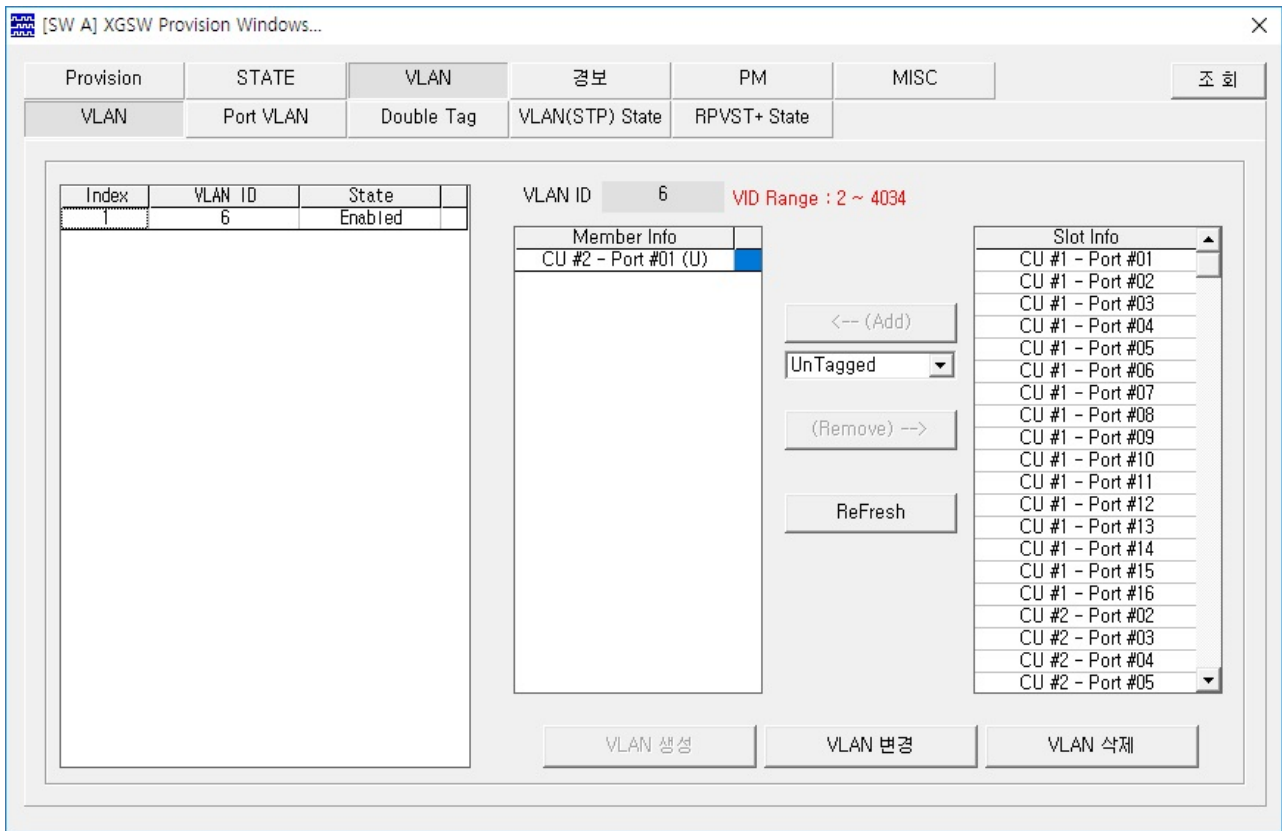 [SW A] XGSW Provision Windows...
Provision STATE VLAN 경보 PM MISC 조 회
VLAN Port VLAN Double Tag VLAN(STP) State RPVST+ State
Index VLAN ID State
1 6 Enabled
VLAN ID 6 VID Range : 2 ~ 4034
Member Info
CU #2 - Port #01 (U)
<-- (Add)
UnTagged
(Remove) -->
ReFresh
Slot Info
CU #1 - Port #01
CU #1 - Port #02
CU #1 - Port #03
CU #1 - Port #04
CU #1 - Port #05
CU #1 - Port #06
CU #1 - Port #07
CU #1 - Port #08
CU #1 - Port #09
CU #1 - Port #10
CU #1 - Port #11
CU #1 - Port #12
CU #1 - Port #13
CU #1 - Port #14
CU #1 - Port #15
CU #1 - Port #16
CU #2 - Port #02
CU #2 - Port #03
CU #2 - Port #04
CU #2 - Port #05
VLAN 생성 VLAN 변경 VLAN 삭제